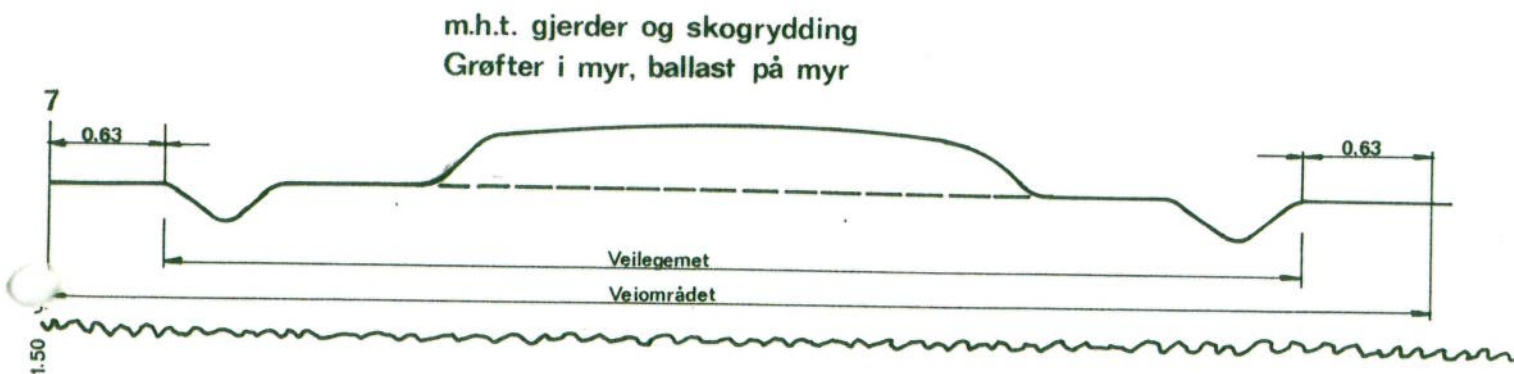 m.h.t. gjerder og skogrydding
Grøfter i myr, ballast på myr
7
0.63
0.63
Veilegemet
Veiområdet
1.50